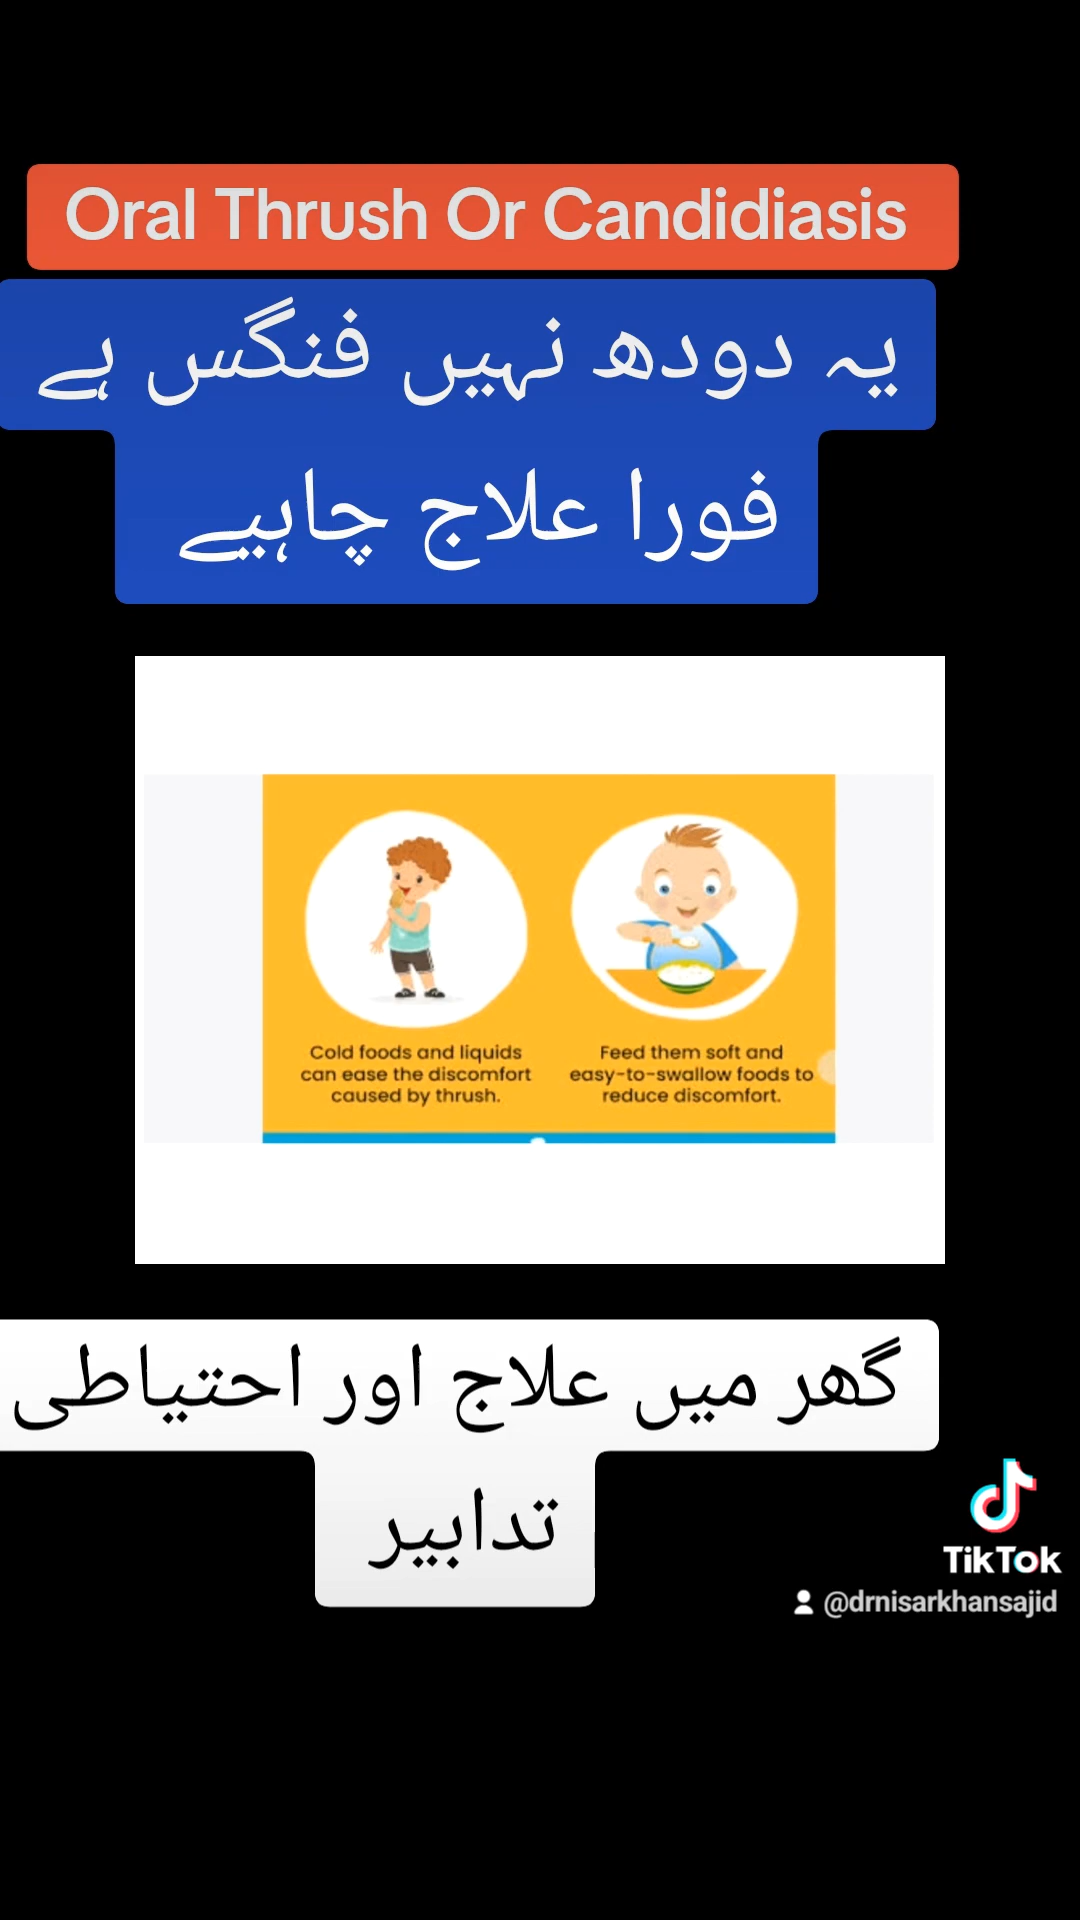 Oral Thrush Or Candidiasis
یہ دودھ نہیں فنگس ہے
فورا علاج چاہیے
Cold foods and liquids
can ease the discomfort
caused by thrush.
Feed them soft and
easy-to-swallow foods to
reduce discomfort.
گھر میں علاج اور احتیاطی
تدابیر
TikTok
@drnisarkhansajid